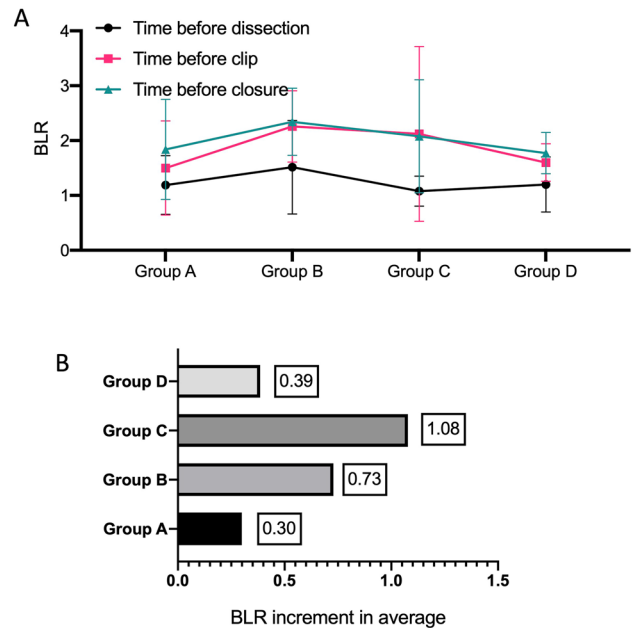 A
Time before dissection
Time before clip
Time before closure
BLR
4
3
2
1
0
Group A Group B Group C Group D
B
Group D 0.39
Group C 1.08
Group B 0.73
Group A 0.30
0.0 0.5 1.0 1.5
BLR increment in average